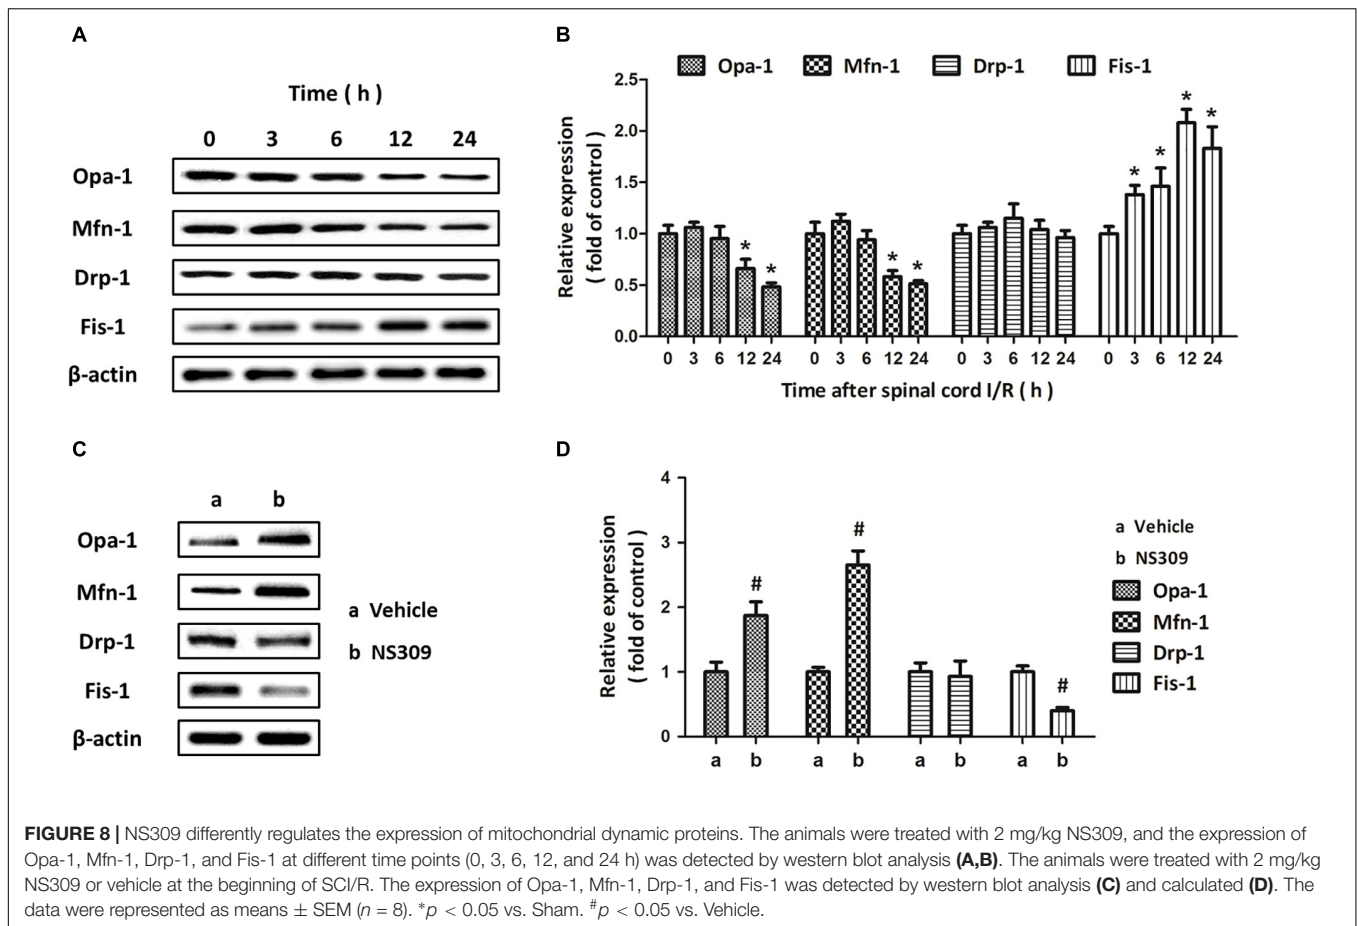 A
Time ( h )
0 3 6 12 24
Opa-1
Mfn-1
Drp-1
Fis-1
β-actin
B
Opa-1 Mfn-1 Drp-1 Fis-1
Relative expression
( fold of control )
2.5
2.0
1.5
1.0
0.5
0.0
* * * * * * * *
0 3 6 12 24 0 3 6 12 24 0 3 6 12 24 0 3 6 12 24
Time after spinal cord I/R ( h )
C
a b
Opa-1
Mfn-1
Drp-1
Fis-1
β-actin
a Vehicle
b NS309
D
Relative expression
( fold of control )
4
3
2
1
0
# # #
a b a b a b a b
a Vehicle
b NS309
Opa-1
Mfn-1
Drp-1
Fis-1
FIGURE 8 | NS309 differently regulates the expression of mitochondrial dynamic proteins. The animals were treated with 2 mg/kg NS309, and the expression of
Opa-1, Mfn-1, Drp-1, and Fis-1 at different time points (0, 3, 6, 12, and 24 h) was detected by western blot analysis (A,B). The animals were treated with 2 mg/kg
NS309 or vehicle at the beginning of SCI/R. The expression of Opa-1, Mfn-1, Drp-1, and Fis-1 was detected by western blot analysis (C) and calculated (D). The
data were represented as means ± SEM (n = 8). *p < 0.05 vs. Sham. #p < 0.05 vs. Vehicle.